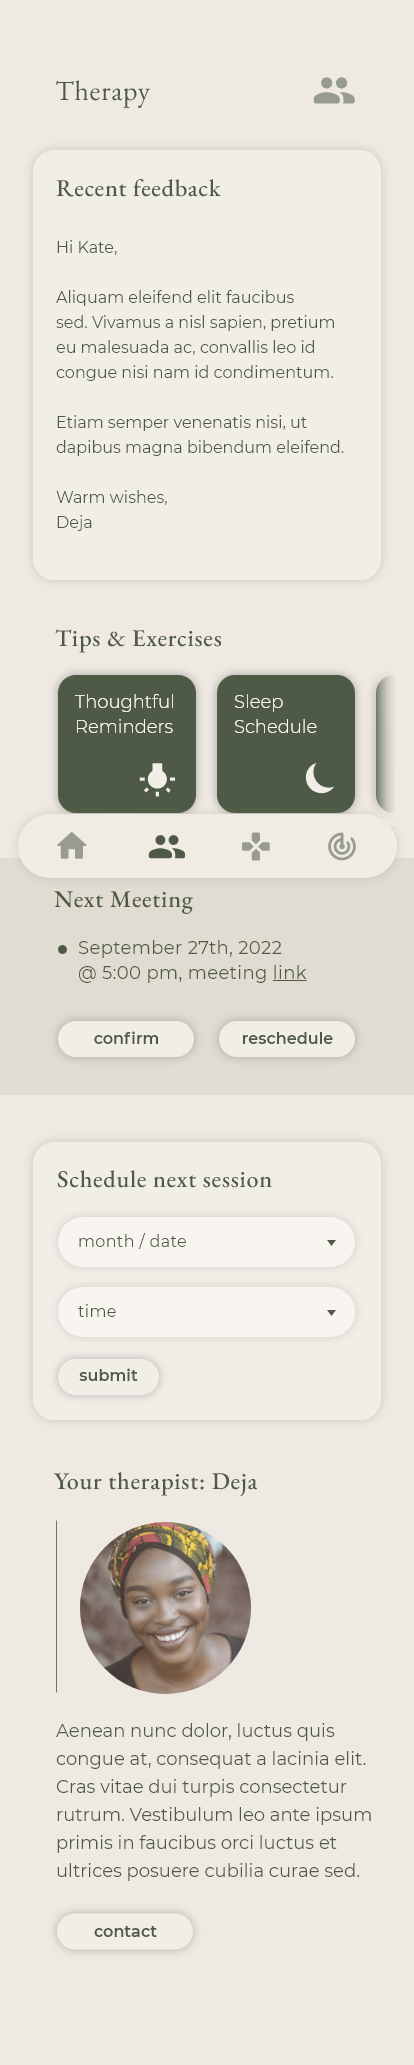 Therapy
Recent feedback
Hi Kate,
Aliquam eleifend elit faucibus
sed. Vivamus a nisl sapien, pretium
eu malesuada ac, convallis leo id
congue nisi nam id condimentum.
Etiam semper venenatis nisi, ut
dapibus magna bibendum eleifend.
Warm wishes,
Deja
Tips & Exercises
Thoughtful
Reminders
Sleep
Schedule
Next Meeting
September 27th, 2022
@ 5:00 pm, meeting link
confirm
reschedule
Schedule next session
month / date
time
submit
Your therapist: Deja
Aenean nunc dolor, luctus quis
congue at, consequat a lacinia elit.
Cras vitae dui turpis consectetur
rutrum. Vestibulum leo ante ipsum
primis in faucibus orci luctus et
ultrices posuere cubilia curae sed.
contact